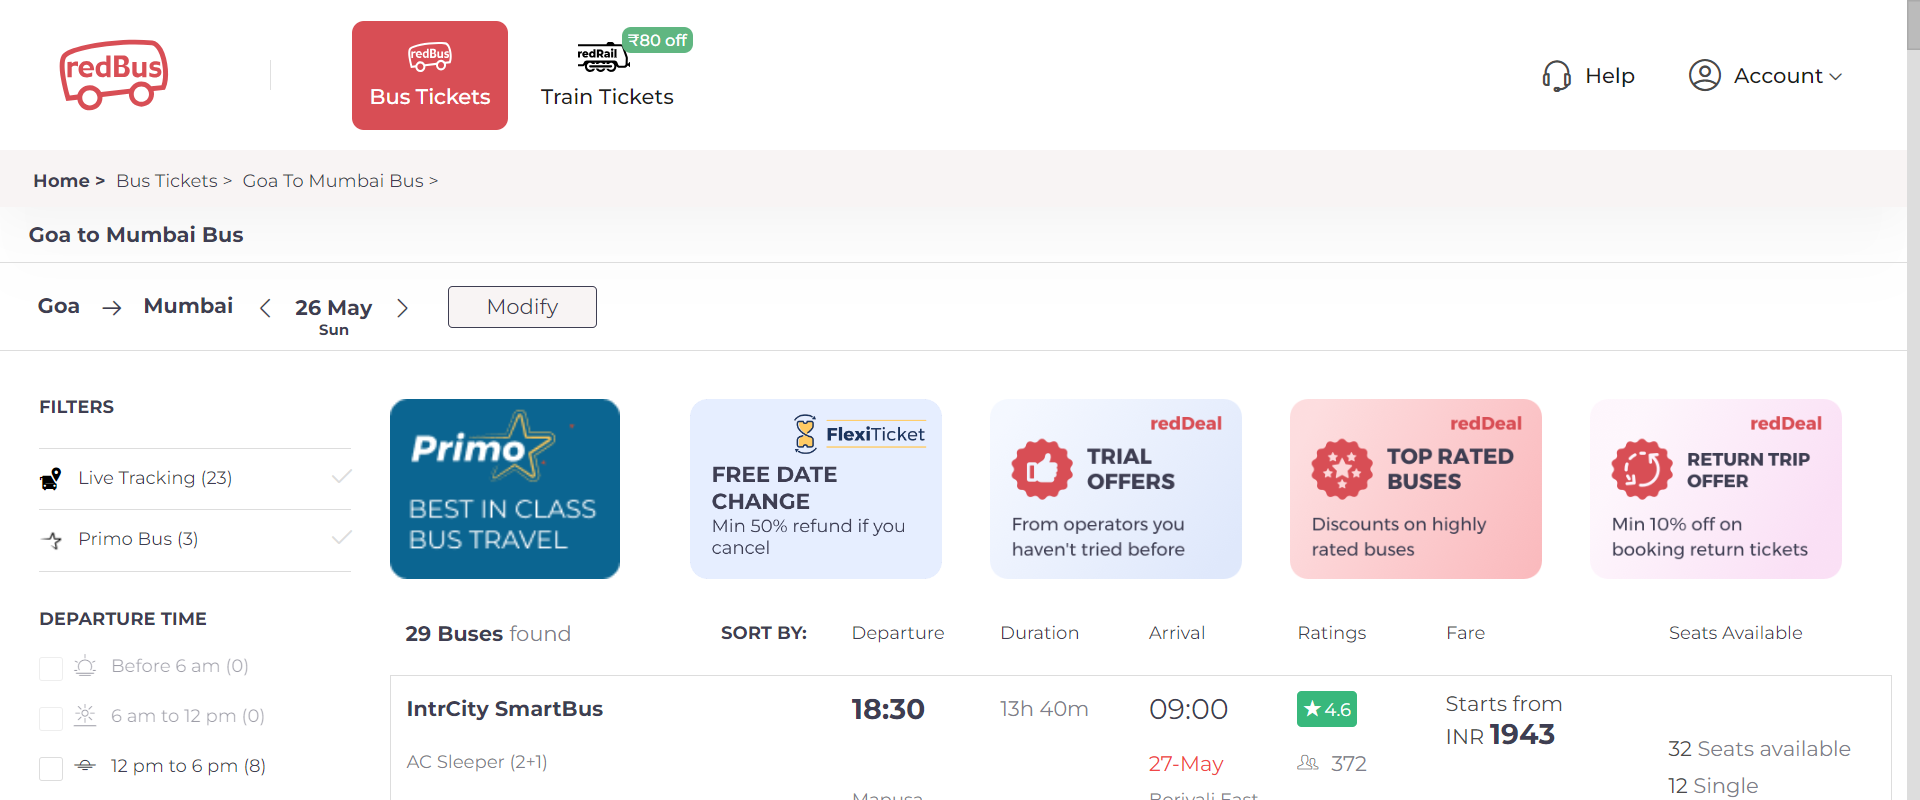 redBus
redBus
Bus Tickets
redRail
₹80 off
Train Tickets
Help
Account
Home > Bus Tickets > Goa To Mumbai Bus >
Goa to Mumbai Bus
Goa → Mumbai < 26 May >
Sun
Modify
FILTERS
Live Tracking (23)
Primo Bus (3)
DEPARTURE TIME
Before 6 am (0)
6 am to 12 pm (0)
12 pm to 6 pm (8)
Primo
BEST IN CLASS
BUS TRAVEL
FlexiTicket
FREE DATE
CHANGE
Min 50% refund if you
cancel
redDeal
TRIAL
OFFERS
From operators you
haven't tried before
redDeal
TOP RATED
BUSES
Discounts on highly
rated buses
redDeal
RETURN TRIP
OFFER
Min 10% off on
booking return tickets
29 Buses found
SORT BY: Departure Duration Arrival Ratings Fare Seats Available
IntrCity SmartBus 18:30 13h 40m 09:00 ★ 4.6 Starts from
INR 1943
AC Sleeper (2+1) 27-May 372 32 Seats available
12 Single
Mapusa Borivali East